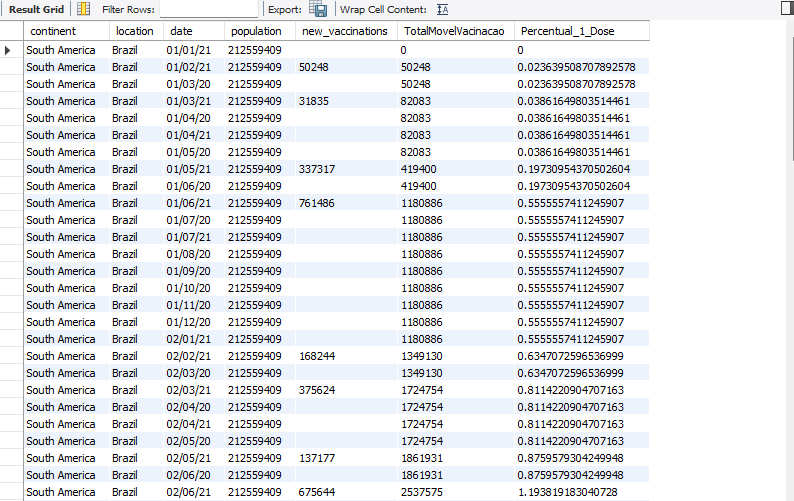 Result Grid Filter Rows: Export: Wrap Cell Content: IA
continent location date population new_vaccinations TotalMovelVacinacao Percentual_1_Dose
South America Brazil 01/01/21 212559409 0 0
South America Brazil 01/02/21 212559409 50248 50248 0.023639508707892578
South America Brazil 01/03/20 212559409 50248 0.023639508707892578
South America Brazil 01/03/21 212559409 31835 82083 0.03861649803514461
South America Brazil 01/04/20 212559409 82083 0.03861649803514461
South America Brazil 01/04/21 212559409 82083 0.03861649803514461
South America Brazil 01/05/20 212559409 82083 0.03861649803514461
South America Brazil 01/05/21 212559409 337317 419400 0.19730954370502604
South America Brazil 01/06/20 212559409 419400 0.19730954370502604
South America Brazil 01/06/21 212559409 761486 1180886 0.5555557411245907
South America Brazil 01/07/20 212559409 1180886 0.5555557411245907
South America Brazil 01/07/21 212559409 1180886 0.5555557411245907
South America Brazil 01/08/20 212559409 1180886 0.5555557411245907
South America Brazil 01/09/20 212559409 1180886 0.5555557411245907
South America Brazil 01/10/20 212559409 1180886 0.5555557411245907
South America Brazil 01/11/20 212559409 1180886 0.5555557411245907
South America Brazil 01/12/20 212559409 1180886 0.5555557411245907
South America Brazil 02/01/21 212559409 1180886 0.5555557411245907
South America Brazil 02/02/21 212559409 168244 1349130 0.6347072596536999
South America Brazil 02/03/20 212559409 1349130 0.6347072596536999
South America Brazil 02/03/21 212559409 375624 1724754 0.8114220904707163
South America Brazil 02/04/20 212559409 1724754 0.8114220904707163
South America Brazil 02/04/21 212559409 1724754 0.8114220904707163
South America Brazil 02/05/20 212559409 1724754 0.8114220904707163
South America Brazil 02/05/21 212559409 137177 1861931 0.8759579304249948
South America Brazil 02/06/20 212559409 1861931 0.8759579304249948
South America Brazil 02/06/21 212559409 675644 2537575 1.193819183040728